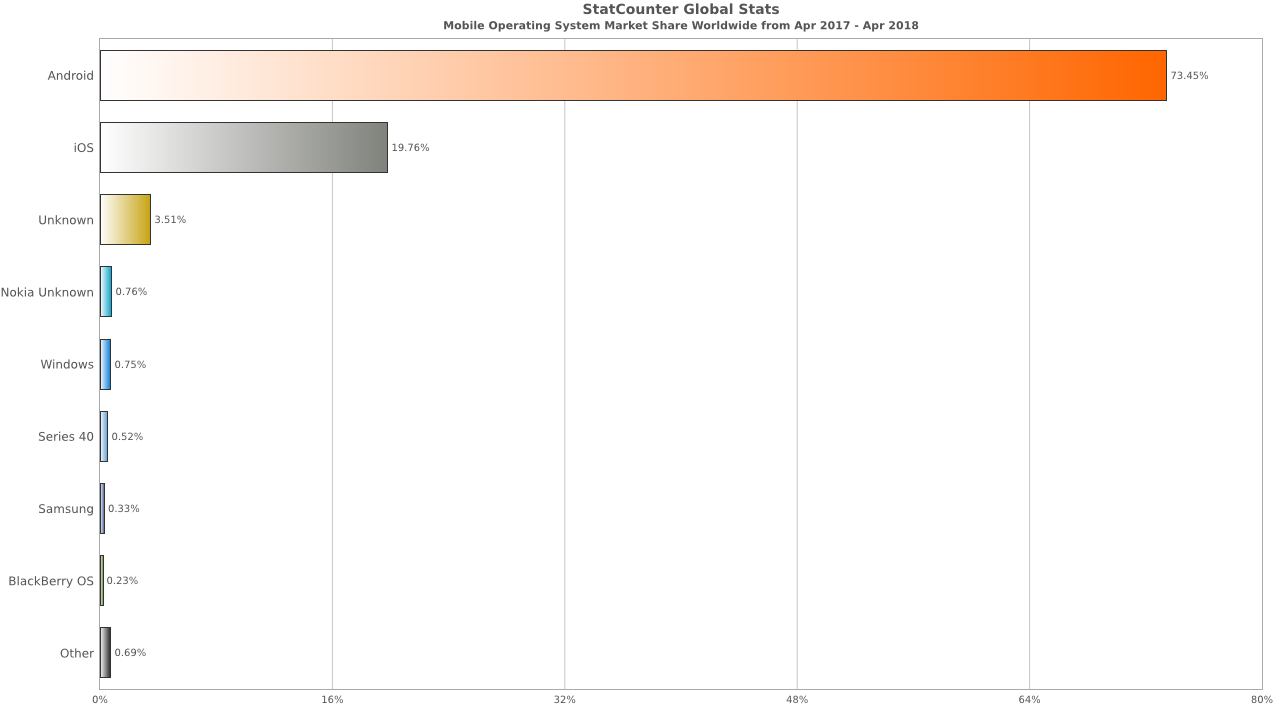 StatCounter Global Stats
Mobile Operating System Market Share Worldwide from Apr 2017 - Apr 2018
Android 73.45%
iOS 19.76%
Unknown 3.51%
Nokia Unknown 0.76%
Windows 0.75%
Series 40 0.52%
Samsung 0.33%
BlackBerry OS 0.23%
Other 0.69%
0% 16% 32% 48% 64% 80%